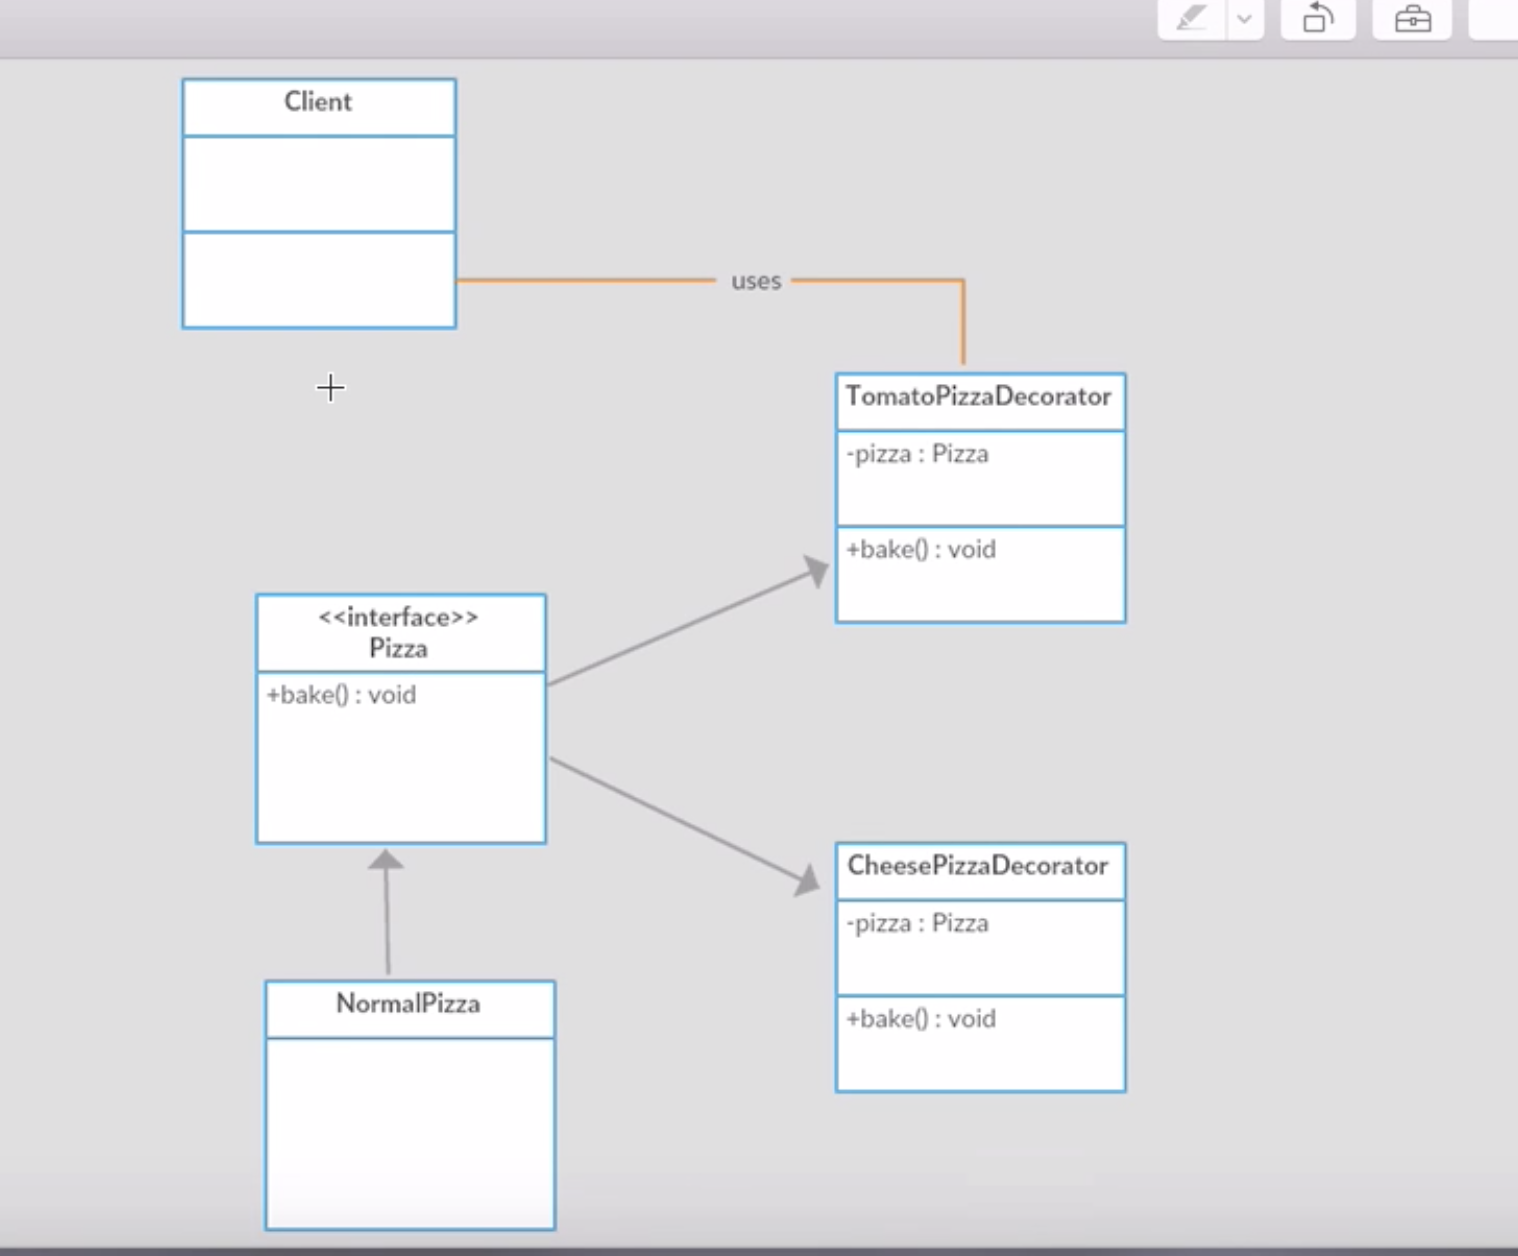 Client
uses
TomatoPizzaDecorator
-pizza : Pizza
+bake() : void
<<interface>>
Pizza
+bake() : void
CheesePizzaDecorator
-pizza : Pizza
+bake() : void
NormalPizza